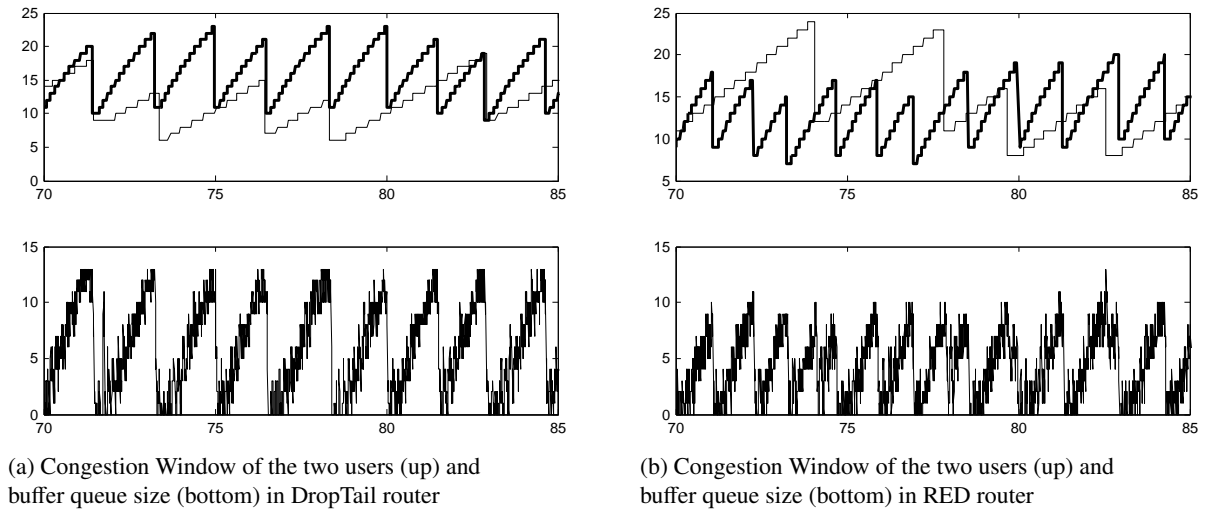 25
20
15
10
5
0
70 75 80 85
15
10
5
0
70 75 80 85
(a) Congestion Window of the two users (up) and
buffer queue size (bottom) in DropTail router
25
20
15
10
5
70 75 80 85
15
10
5
0
70 75 80 85
(b) Congestion Window of the two users (up) and
buffer queue size (bottom) in RED router